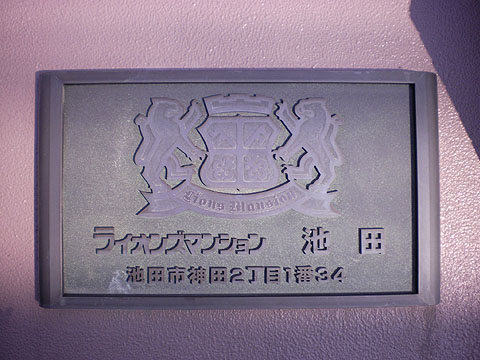 Lions Mansion
ライオンズマンション 池田
池田市神田2丁目1番34